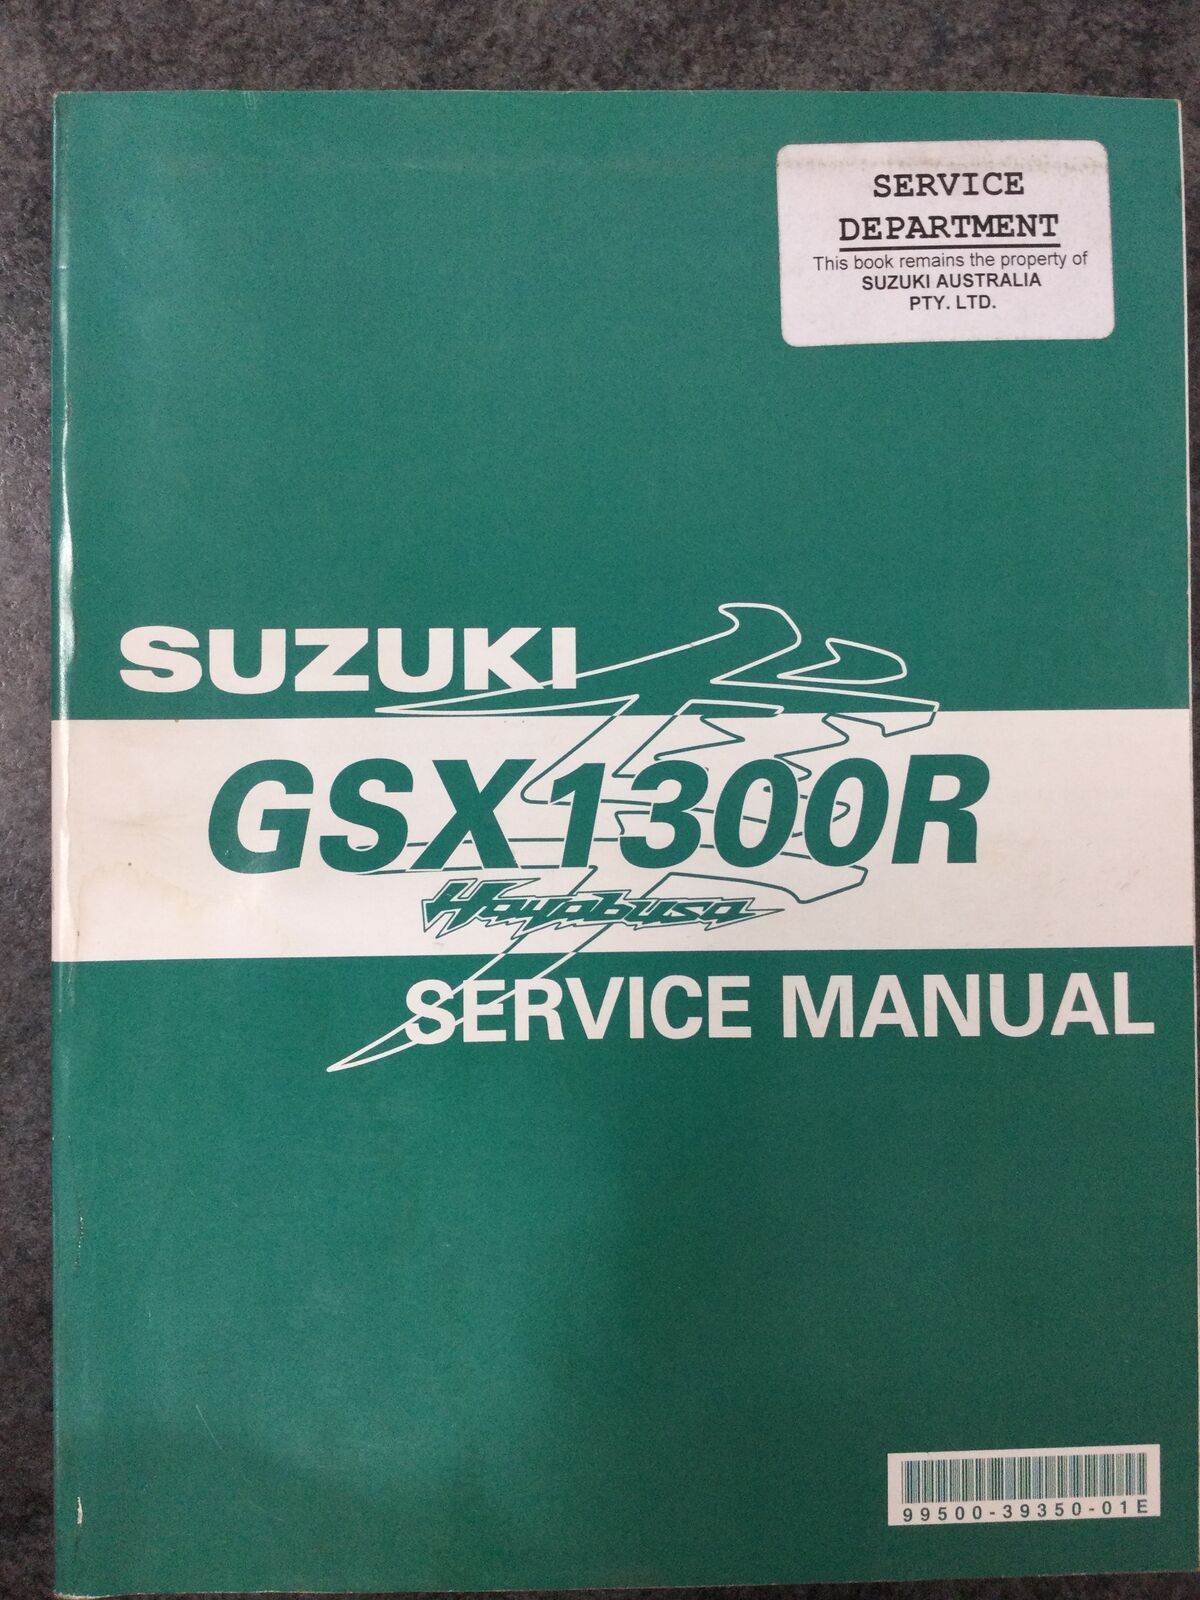 SERVICE
DEPARTMENT
This book remains the property of
SUZUKI AUSTRALIA
PTY. LTD.
SUZUKI
GSX1300R
Hayabusa
SERVICE MANUAL
99500-39350-01E